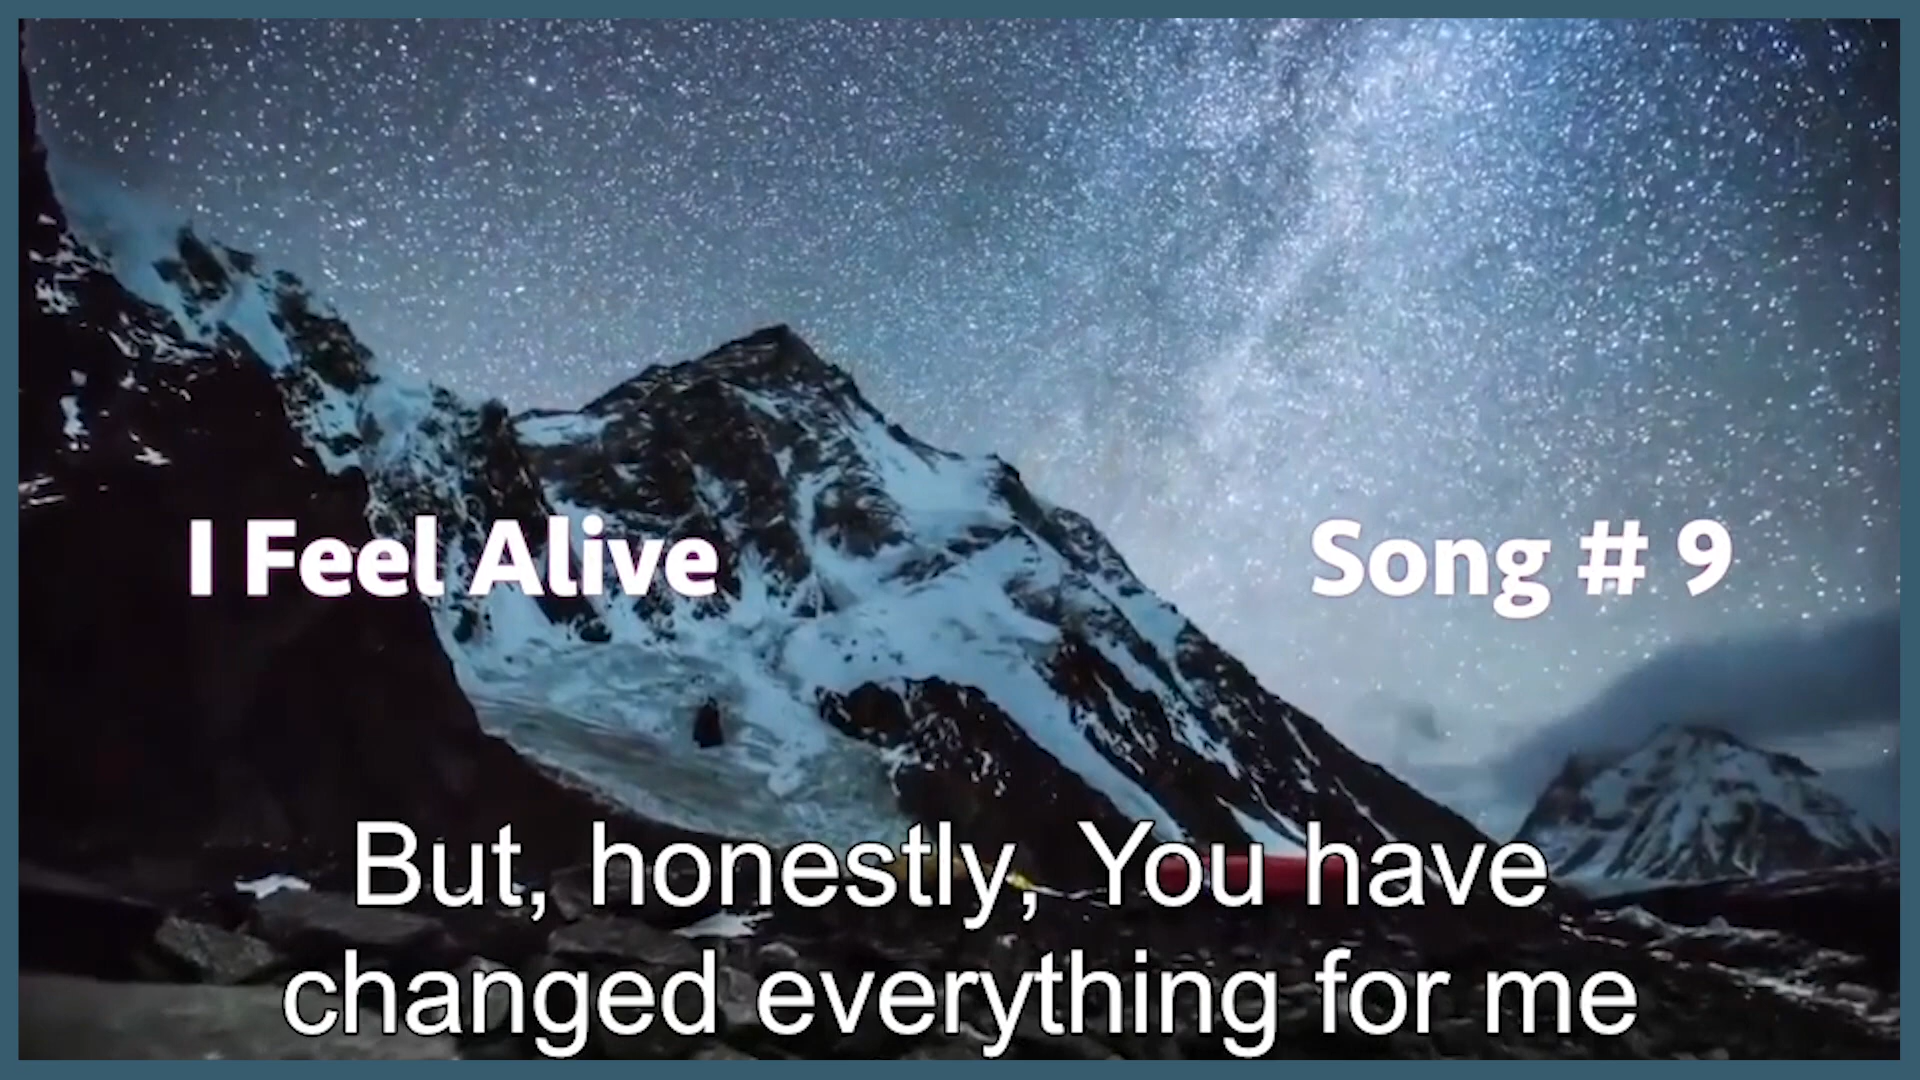 I Feel Alive
Song # 9
But, honestly, You have
changed everything for me